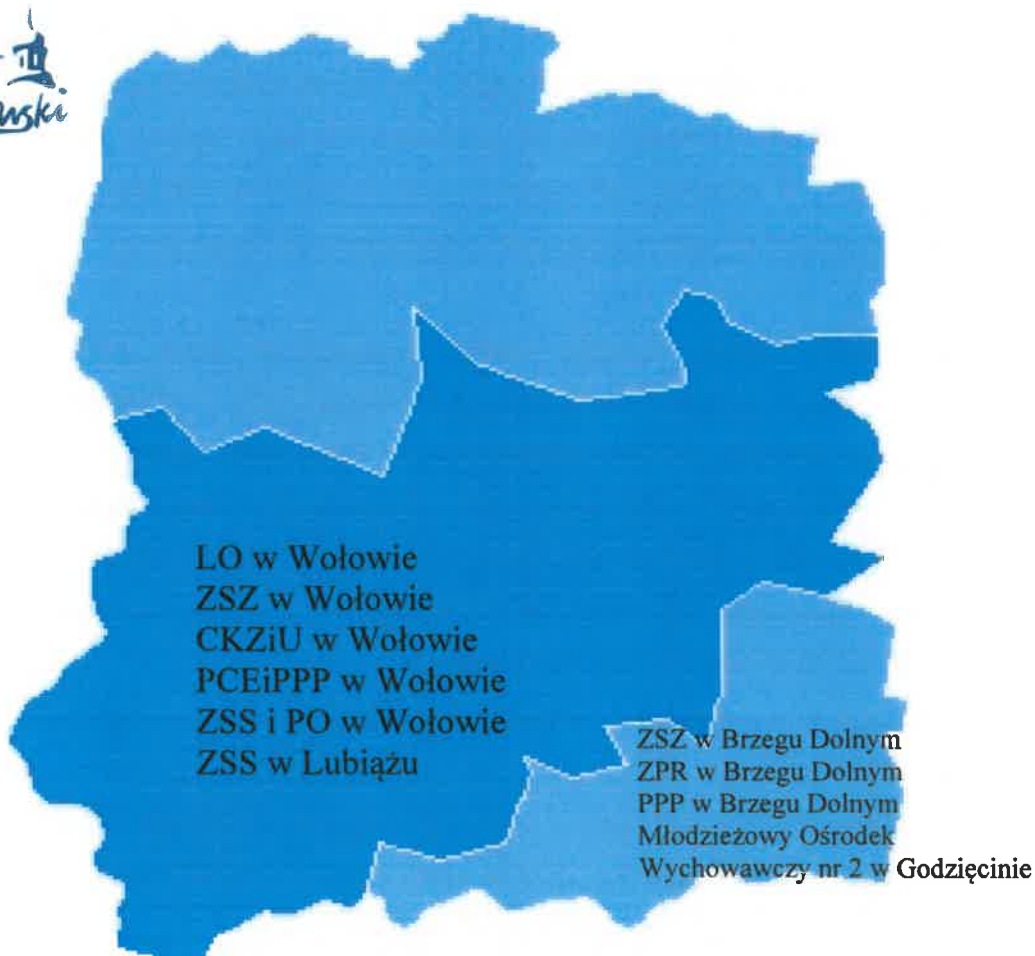 LO w Wołowie
ZSZ w Wołowie
CKZiU w Wołowie
PCEiPPP w Wołowie
ZSS i PO w Wołowie
ZSS w Lubiążu
ZSZ w Brzegu Dolnym
ZPR w Brzegu Dolnym
PPP w Brzegu Dolnym
Młodzieżowy Ośrodek
Wychowawczy nr 2 w Godzięcinie